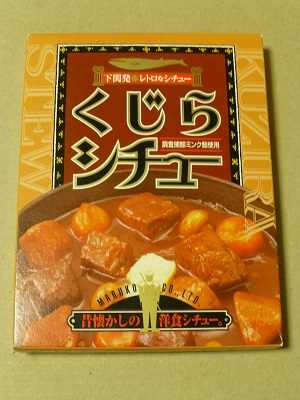 下関発●レトロなシチュー
くじら
シチュー
調査捕鯨ミンク鯨使用
KUZIRA
STEW
MARUKO CO., LTD.
昔懐かしの洋食シチュー。